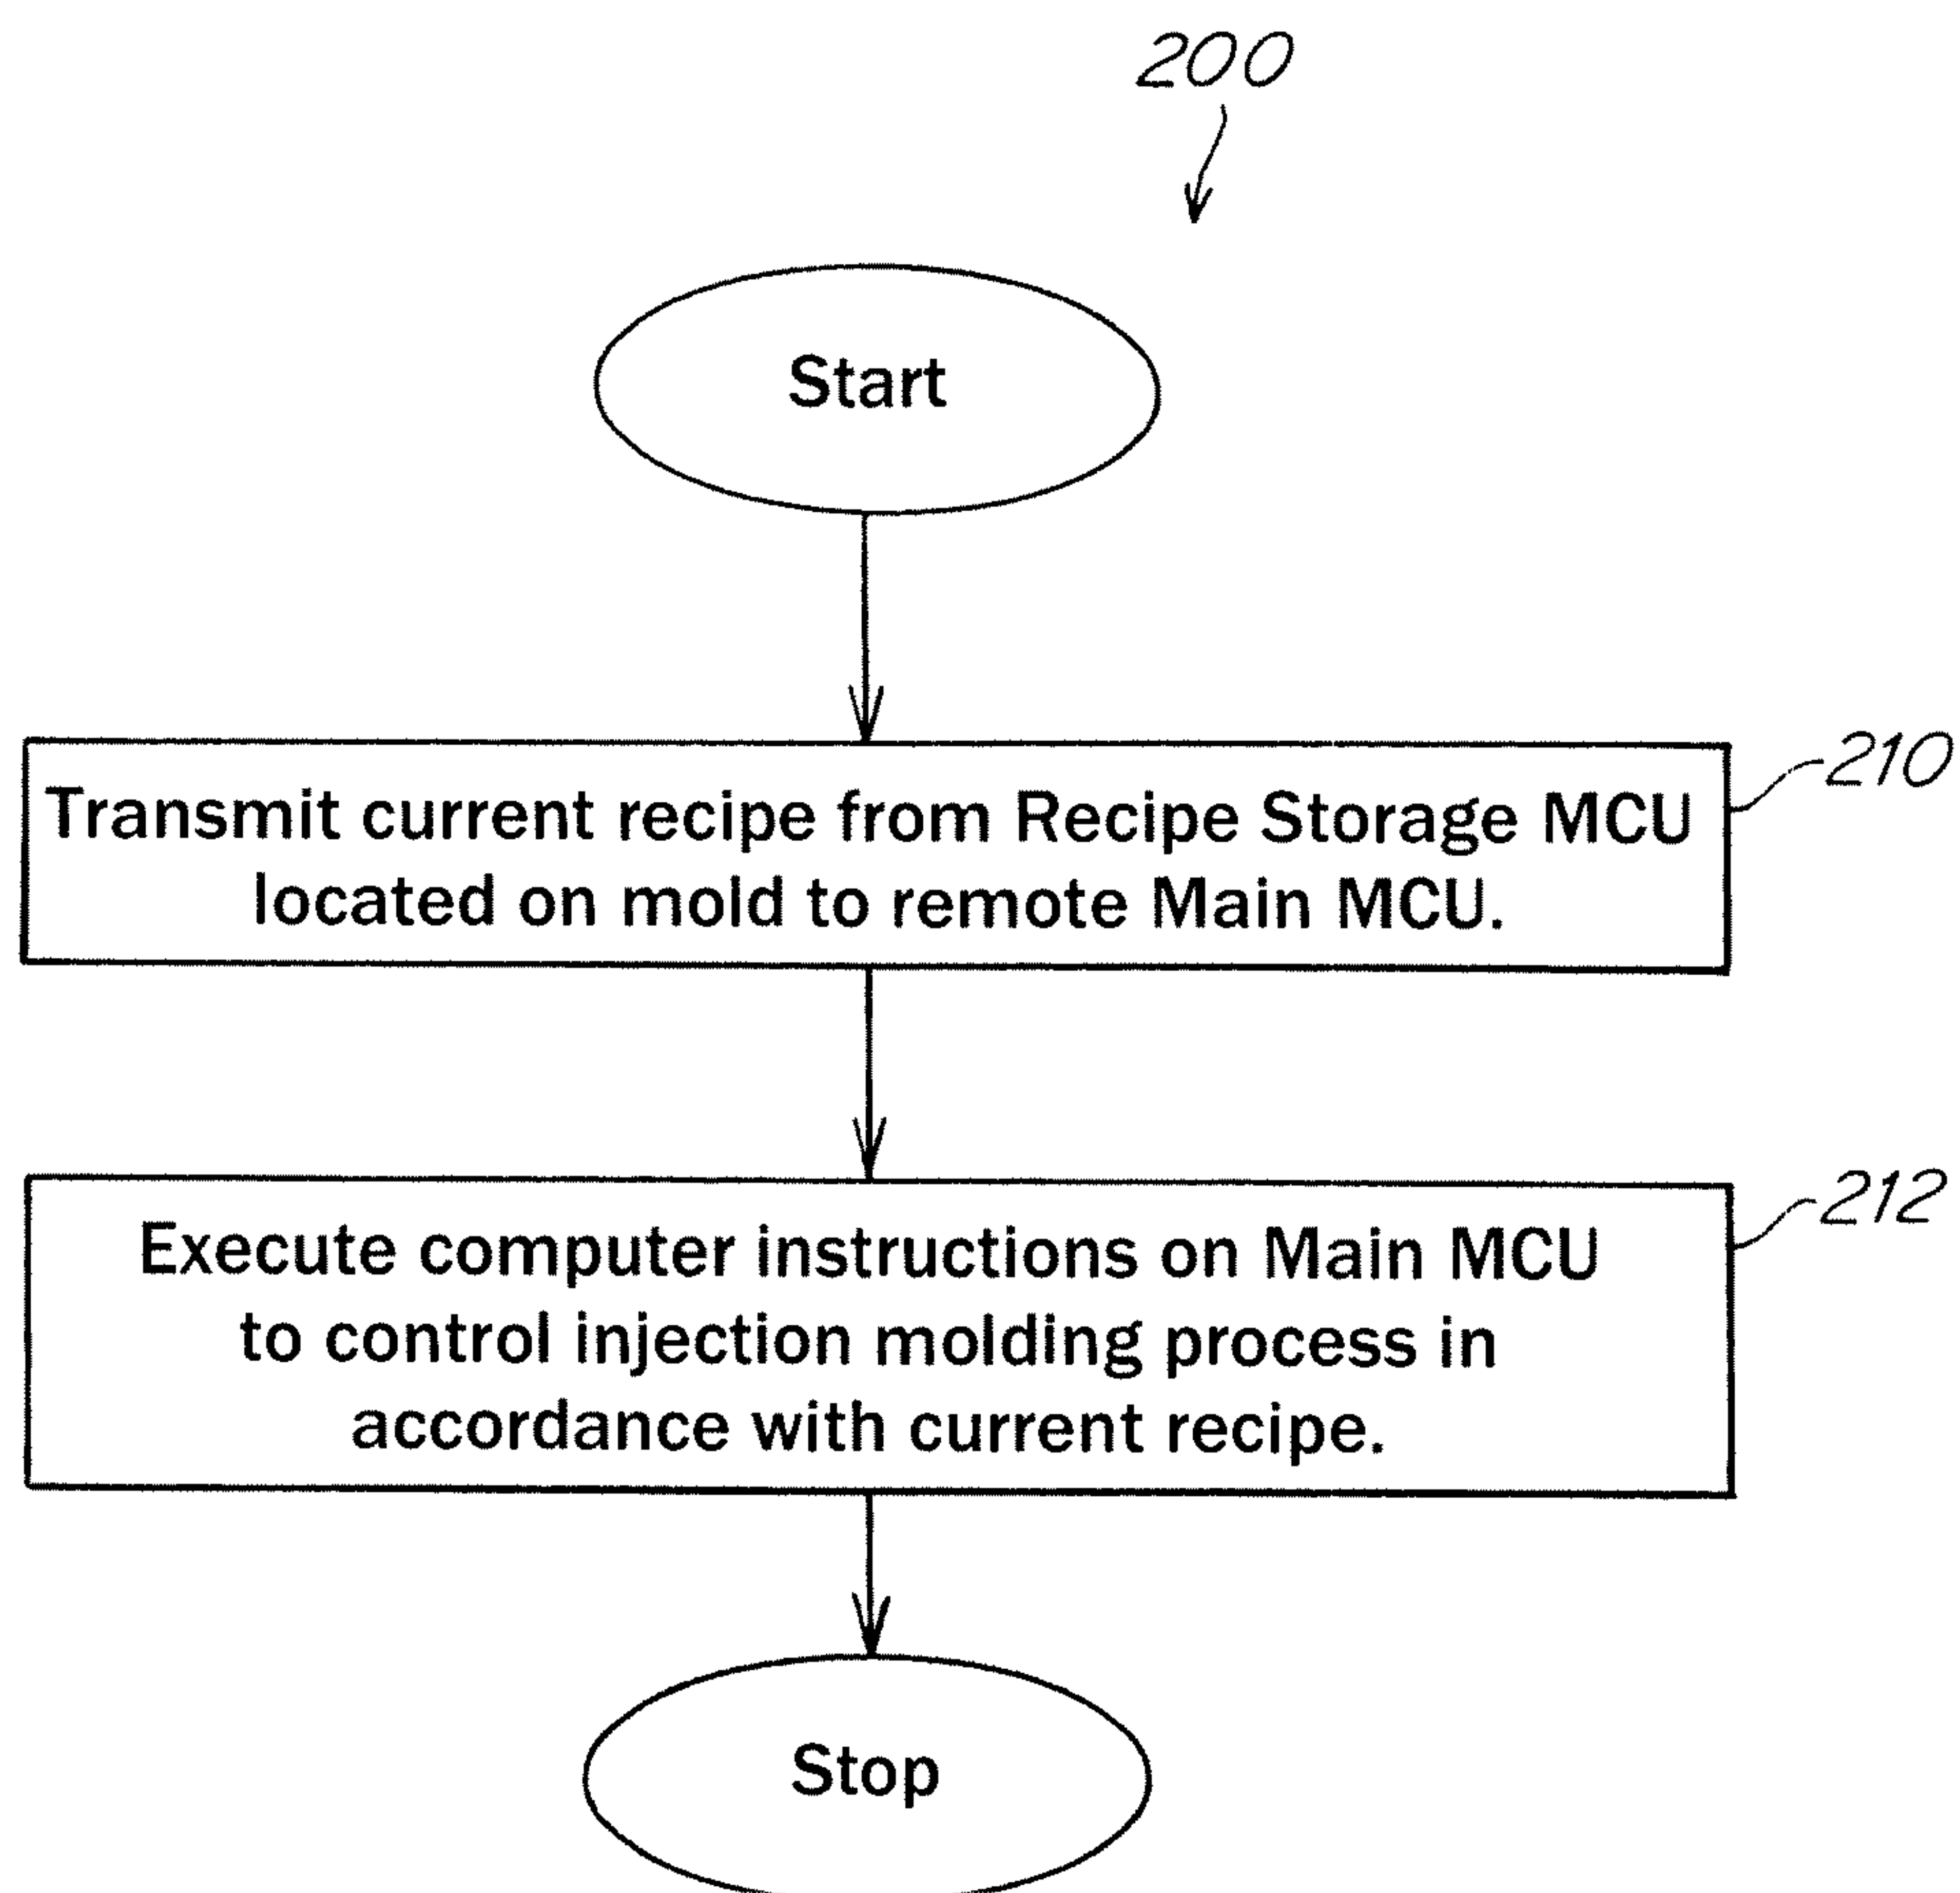 200
Start
Transmit current recipe from Recipe Storage MCU
210
located on mold to remote Main MCU.
Execute computer instructions on Main MCU
212
to control injection molding process in
accordance with current recipe.
Stop